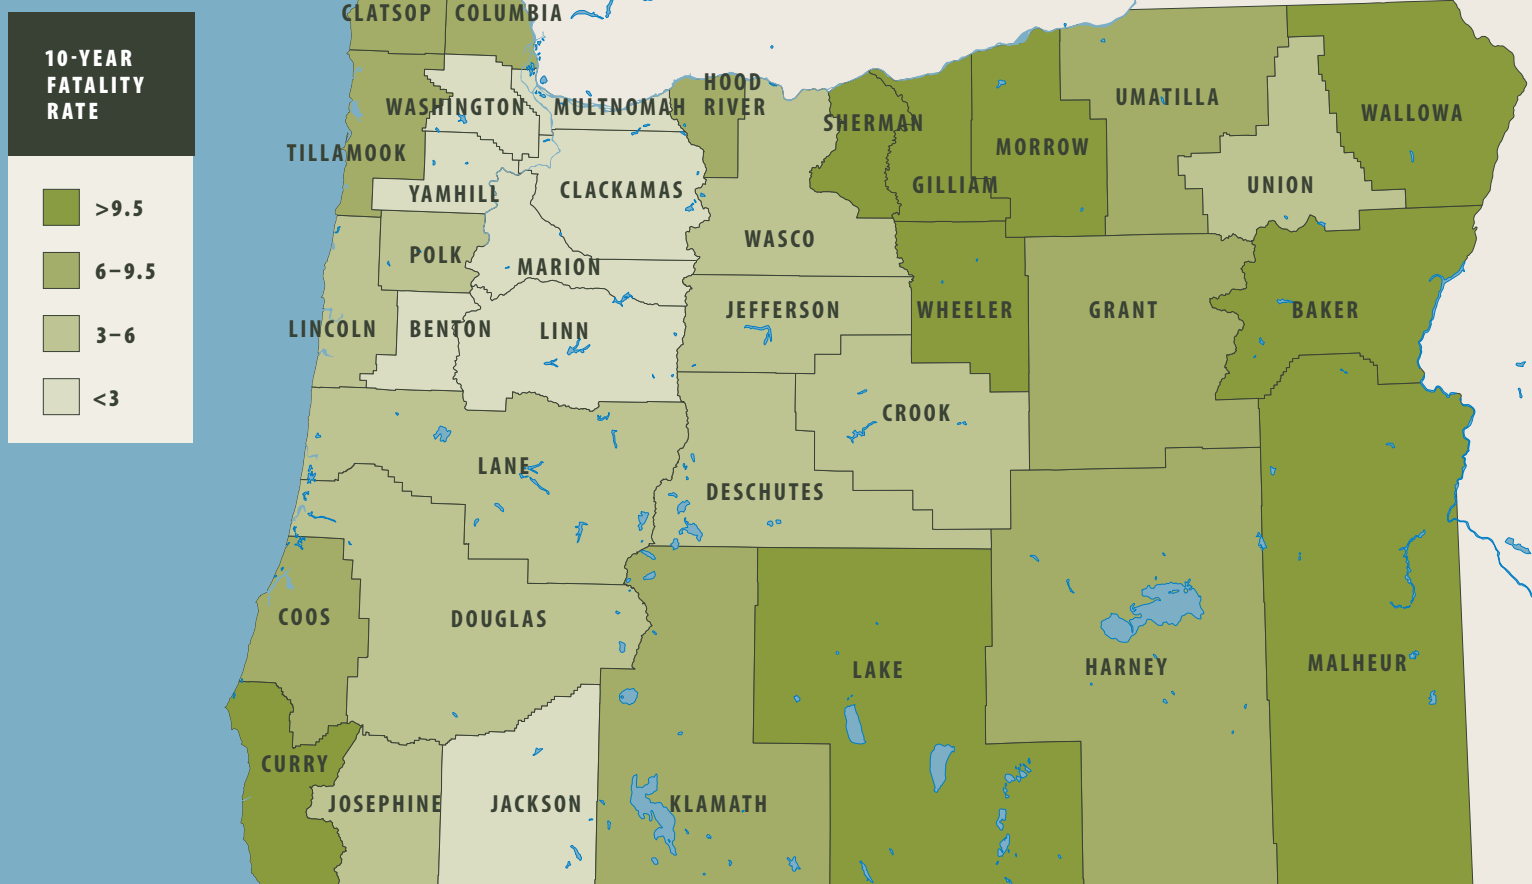 CLATSOP
COLUMBIA
10-YEAR
FATALITY
RATE
>9.5
6–9.5
3–6
<3
HOOD
RIVER
WASHINGTON
MULTNOMAH
SHERMAN
UMATILLA
WALLOWA
TILLAMOOK
MORROW
YAMHILL
CLACKAMAS
GILLIAM
UNION
POLK
MARION
WASCO
LINCOLN
BENTON
LINN
JEFFERSON
WHEELER
GRANT
BAKER
CROOK
LANE
DESCHUTES
COOS
DOUGLAS
LAKE
HARNEY
MALHEUR
CURRY
JOSEPHINE
JACKSON
KLAMATH